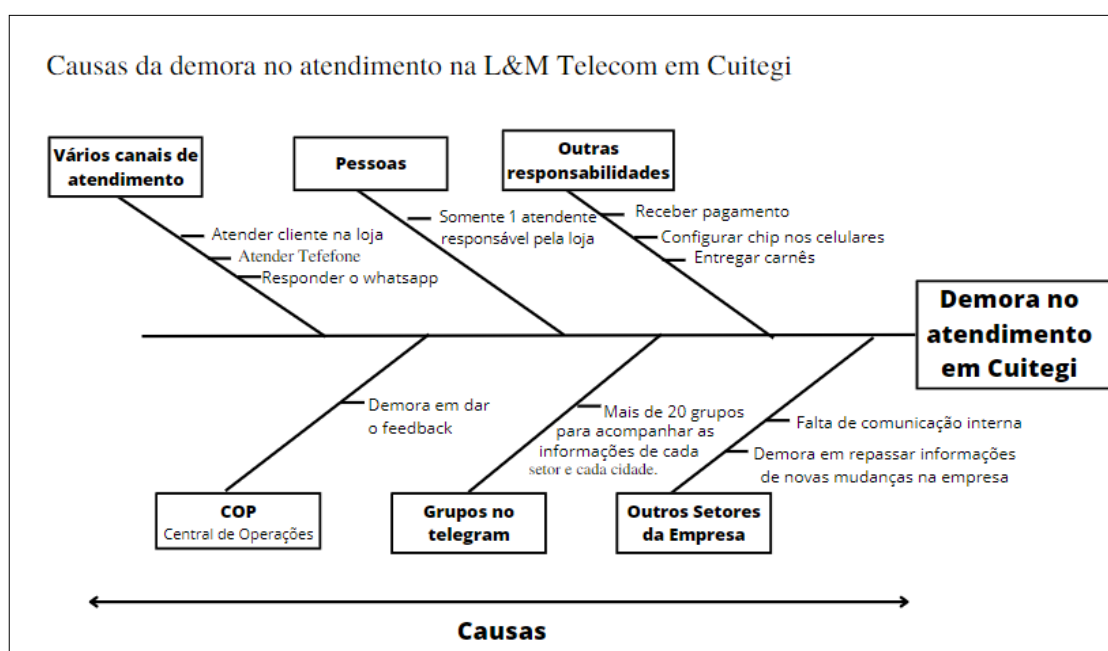 Causas da demora no atendimento na L&M Telecom em Cuitegi
Vários canais de
atendimento
Pessoas
Outras
responsabilidades
Atender cliente na loja
Atender Tefefone
Responder o whatsapp
Somente 1 atendente
responsável pela loja
Receber pagamento
Configurar chip nos celulares
Entregar carnês
Demora no
atendimento
em Cuitegi
Demora em dar
o feedback
Mais de 20 grupos
para acompanhar as
informações de cada
setor e cada cidade.
Falta de comunicação interna
Demora em repassar informações
de novas mudanças na empresa
COP
Central de Operações
Grupos no
telegram
Outros Setores
da Empresa
Causas